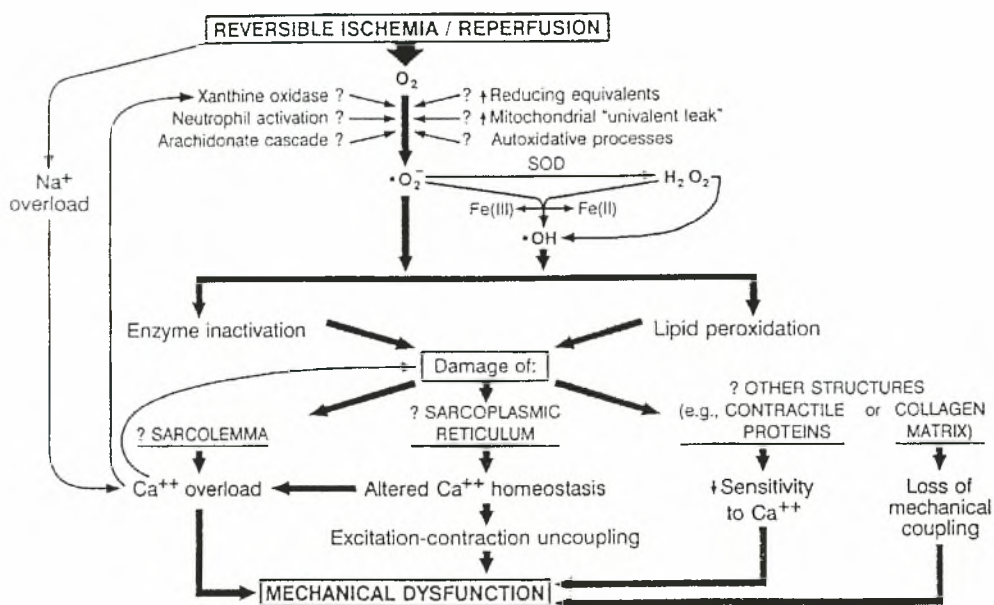 REVERSIBLE ISCHEMIA / REPERFUSION
O2
Xanthine oxidase ?
? ↑ Reducing equivalents
Neutrophil activation ?
? ↑ Mitochondrial "univalent leak"
Arachidonate cascade ?
? Autoxidative processes
SOD
•O2−
H2O2
Na+
overload
Fe(III)
Fe(II)
•OH
Enzyme inactivation
Lipid peroxidation
Damage of:
? SARCOLEMMA
? SARCOPLASMIC
RETICULUM
? OTHER STRUCTURES
(e.g., CONTRACTILE or COLLAGEN
PROTEINS MATRIX)
Ca++ overload
Altered Ca++ homeostasis
↓ Sensitivity
to Ca++
Loss of
mechanical
coupling
Excitation-contraction uncoupling
MECHANICAL DYSFUNCTION